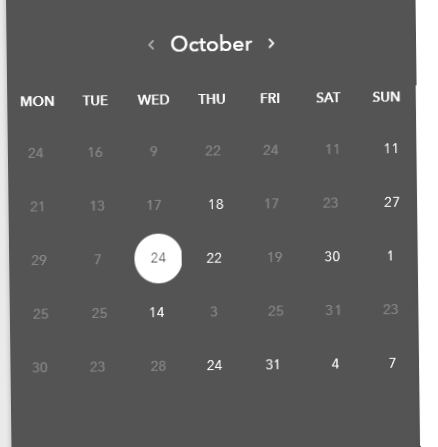 ‹ October ›
MON TUE WED THU FRI SAT SUN
24 16 9 22 24 11 11
21 13 17 18 17 23 27
29 7 24 22 19 30 1
25 25 14 3 25 31 23
30 23 28 24 31 4 7